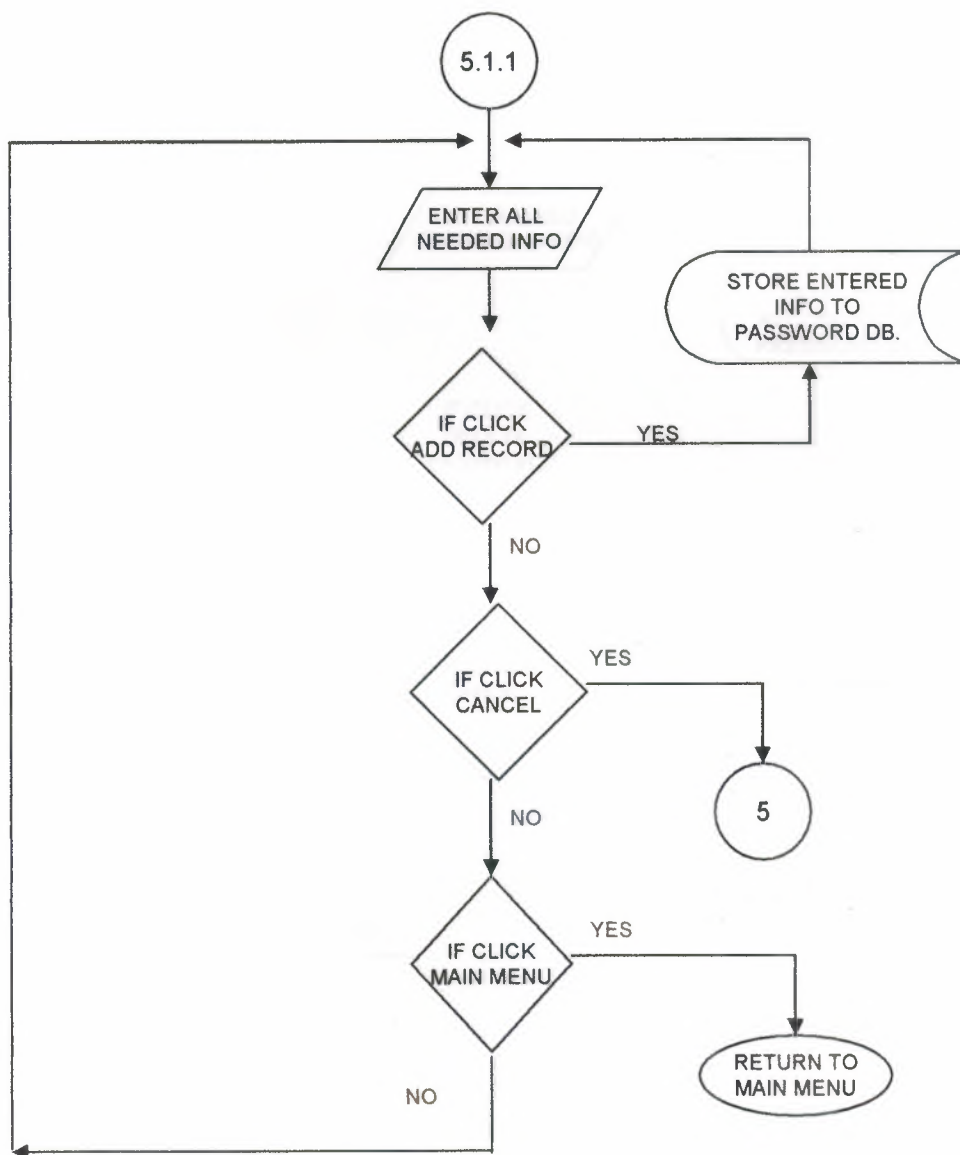 5.1.1
ENTER ALL
NEEDED INFO
STORE ENTERED
INFO TO
PASSWORD DB.
IF CLICK
ADD RECORD
YES
NO
IF CLICK
CANCEL
YES
5
NO
IF CLICK
MAIN MENU
YES
RETURN TO
MAIN MENU
NO